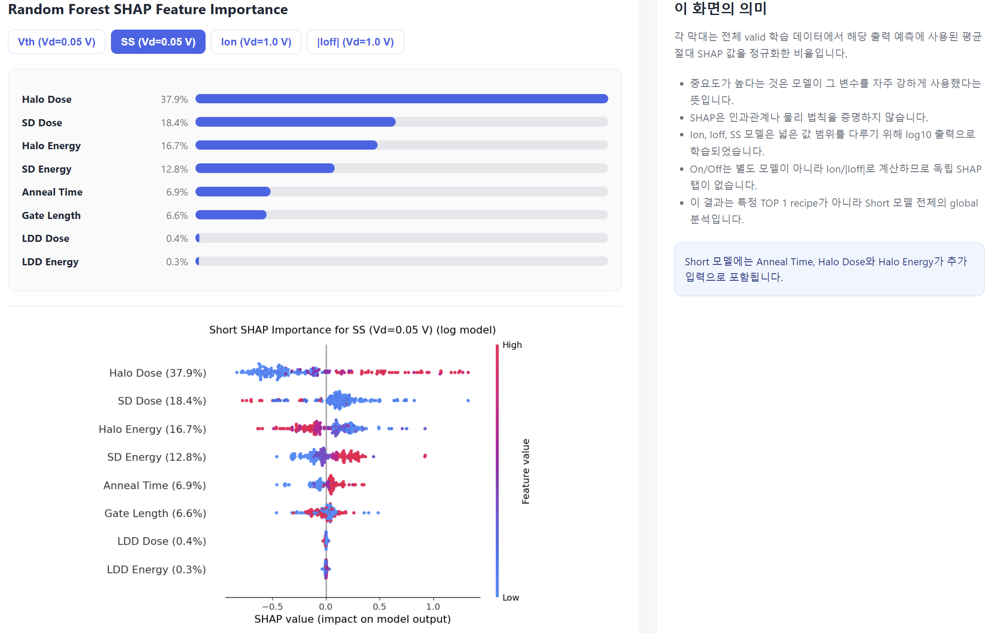 Random Forest SHAP Feature Importance
Vth (Vd=0.05 V)
SS (Vd=0.05 V)
Ion (Vd=1.0 V)
|Ioff| (Vd=1.0 V)
Halo Dose 37.9%
SD Dose 18.4%
Halo Energy 16.7%
SD Energy 12.8%
Anneal Time 6.9%
Gate Length 6.6%
LDD Dose 0.4%
LDD Energy 0.3%
Short SHAP Importance for SS (Vd=0.05 V) (log model)
High
Halo Dose (37.9%)
SD Dose (18.4%)
Halo Energy (16.7%)
SD Energy (12.8%)
Anneal Time (6.9%)
Gate Length (6.6%)
LDD Dose (0.4%)
LDD Energy (0.3%)
Feature value
Low
−0.5 0.0 0.5 1.0
SHAP value (impact on model output)
이 화면의 의미
각 막대는 전체 valid 학습 데이터에서 해당 출력 예측에 사용된 평균
절대 SHAP 값을 정규화한 비율입니다.
• 중요도가 높다는 것은 모델이 그 변수를 자주 강하게 사용했다는
뜻입니다.
• SHAP은 인과관계나 물리 법칙을 증명하지 않습니다.
• Ion, Ioff, SS 모델은 넓은 값 범위를 다루기 위해 log10 출력으로
학습되었습니다.
• On/Off는 별도 모델이 아니라 Ion/|Ioff|로 계산하므로 독립 SHAP
탭이 없습니다.
• 이 결과는 특정 TOP 1 recipe가 아니라 Short 모델 전체의 global
분석입니다.
Short 모델에는 Anneal Time, Halo Dose와 Halo Energy가 추가
입력으로 포함됩니다.